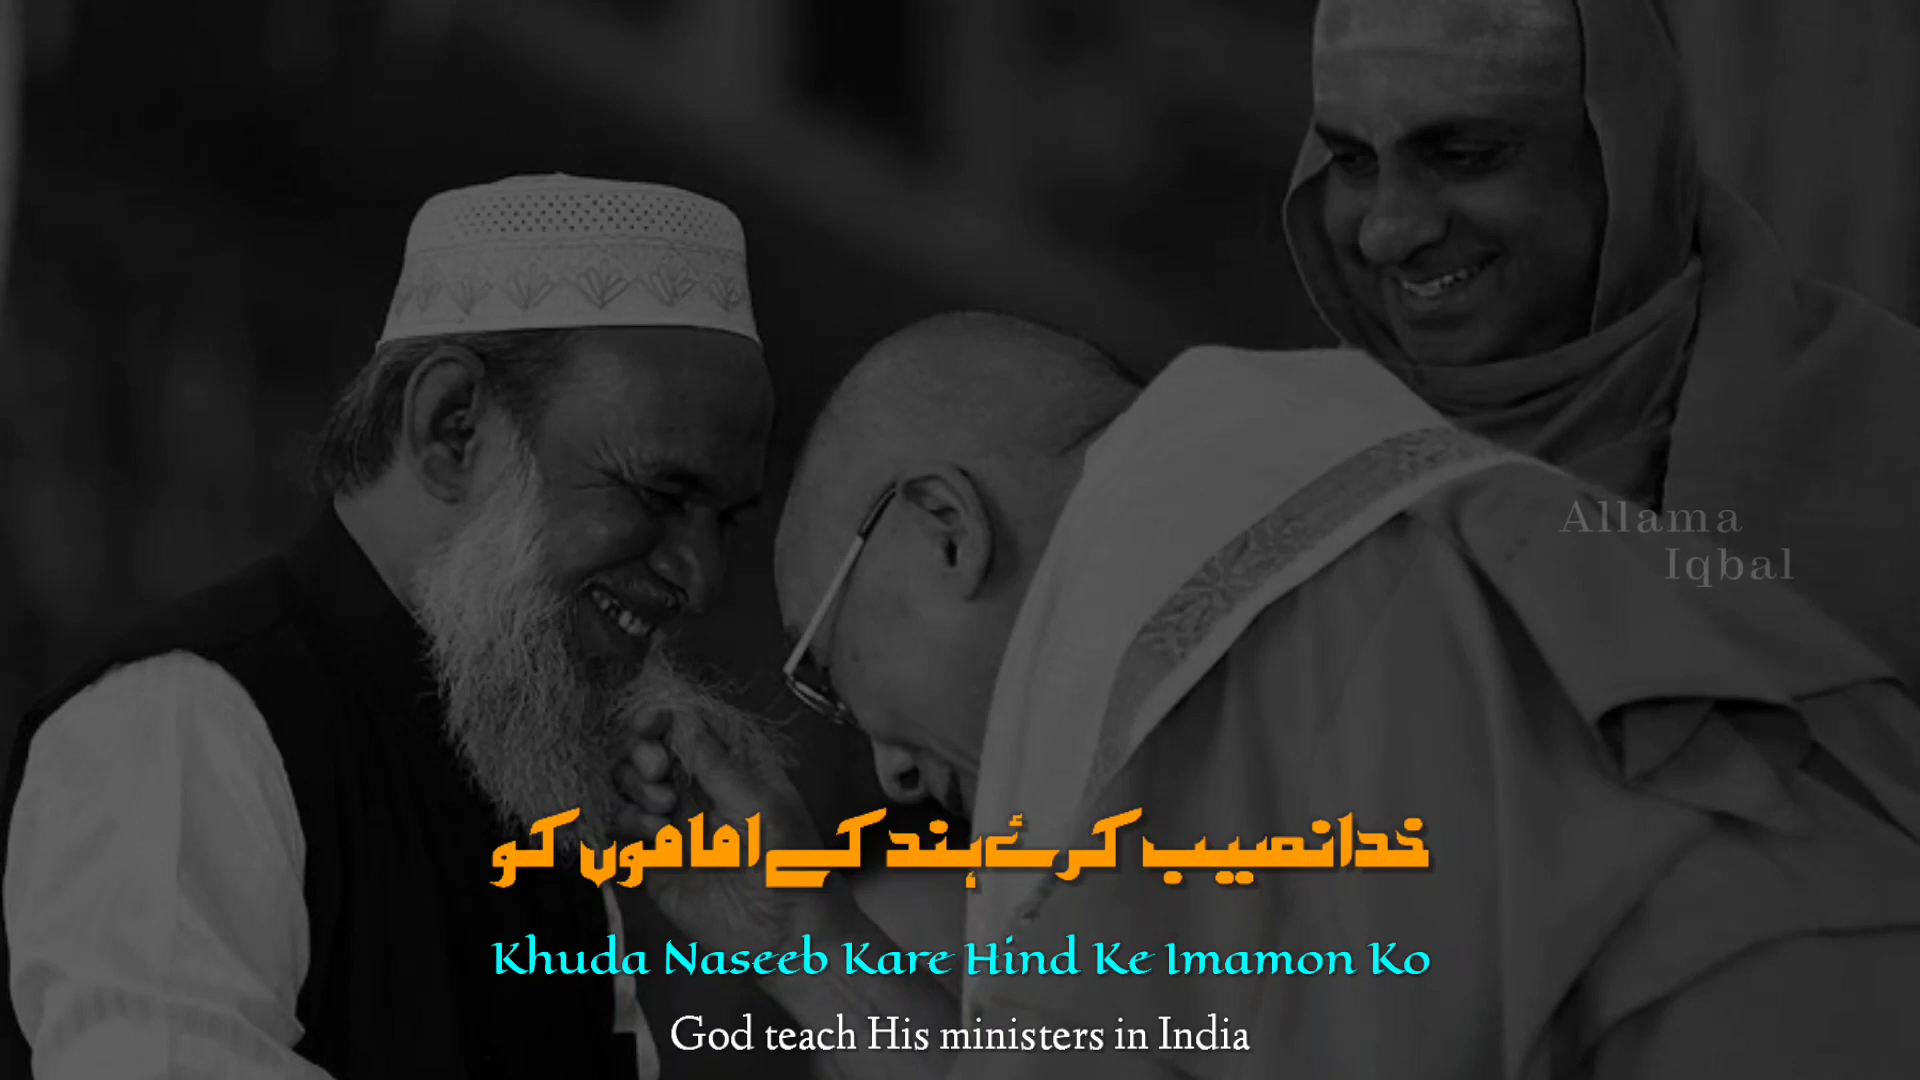 Allama
Iqbal
خدا نصیب کرے ہند کے اماموں کو
Khuda Naseeb Kare Hind Ke Imamon Ko
God teach His ministers in India